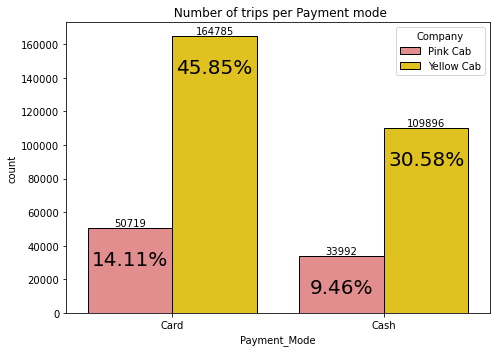 Number of trips per Payment mode
Company
Pink Cab
Yellow Cab
164785
45.85%
109896
30.58%
50719
14.11%
33992
9.46%
160000
140000
120000
100000
80000
60000
40000
20000
0
count
Card
Cash
Payment_Mode